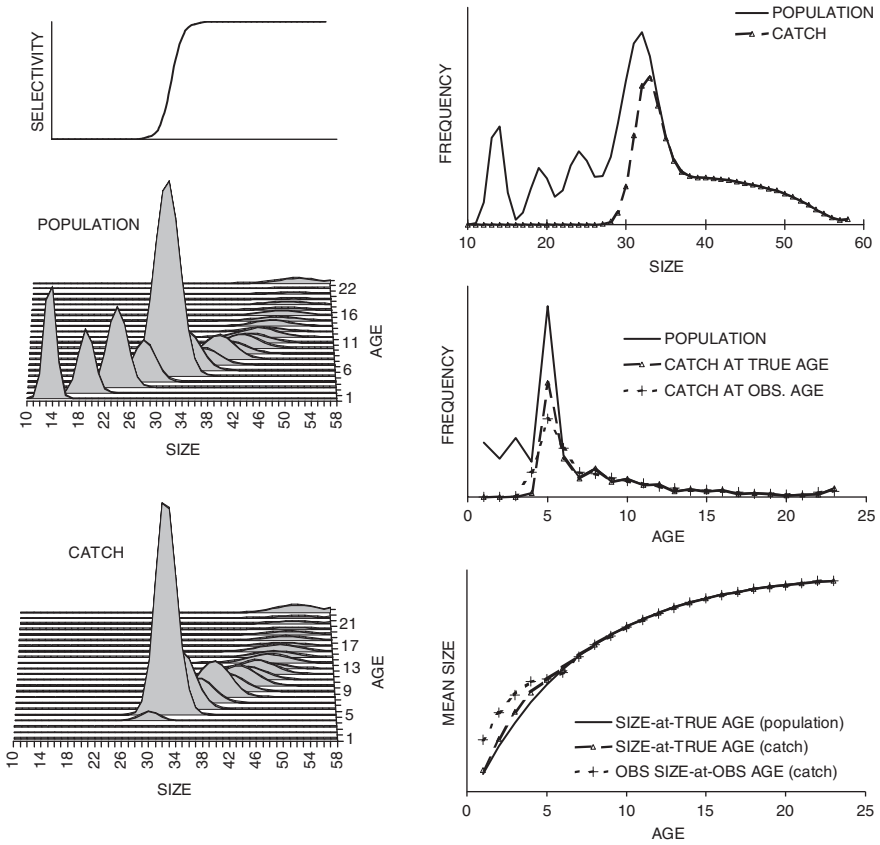 SELECTIVITY
POPULATION
22
16
11
6
1
AGE
10 14 18 22 26 30 34 38 42 46 50 54 58
SIZE
CATCH
21
17
13
9
5
1
AGE
10 14 18 22 26 30 34 38 42 46 50 54 58
SIZE
POPULATION
CATCH
FREQUENCY
10 20 30 40 50 60
SIZE
POPULATION
CATCH AT TRUE AGE
CATCH AT OBS. AGE
FREQUENCY
0 5 10 15 20 25
AGE
MEAN SIZE
SIZE-at-TRUE AGE (population)
SIZE-at-TRUE AGE (catch)
OBS SIZE-at-OBS AGE (catch)
0 5 10 15 20 25
AGE